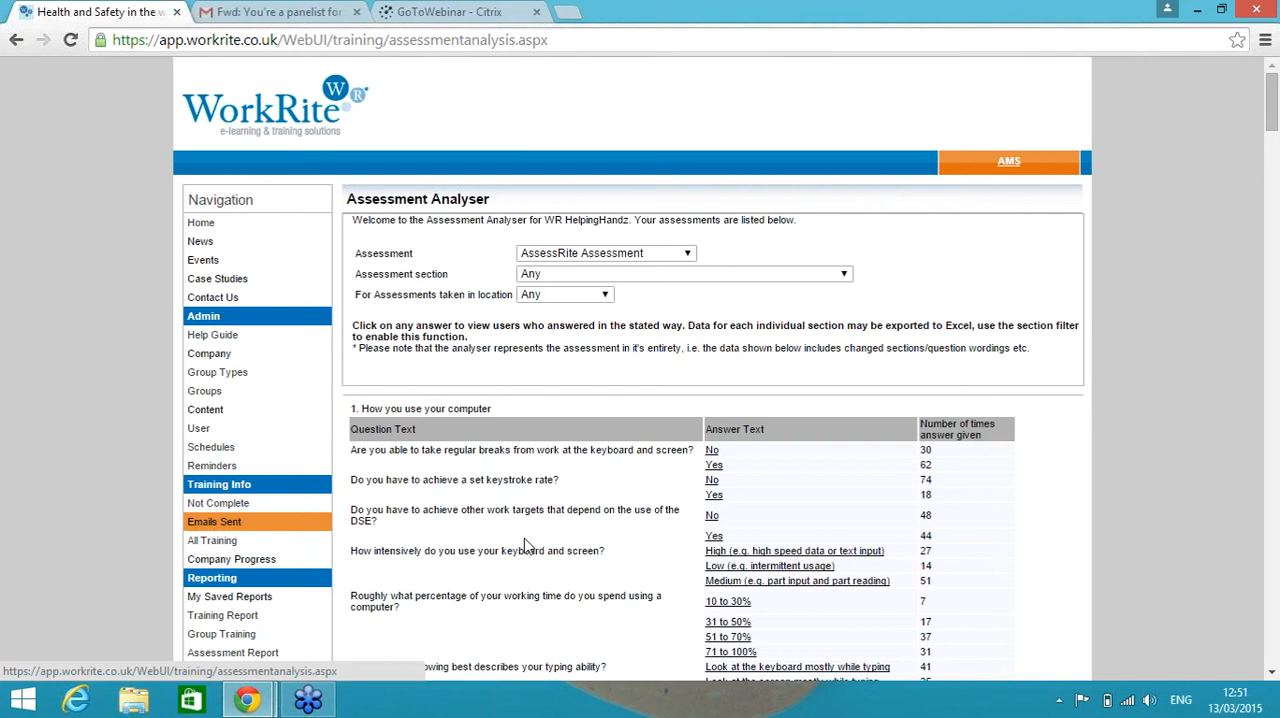 Health and Safety in the w
Fwd: You're a panelist for
GoToWebinar - Citrix
https://app.workrite.co.uk/WebUI/training/assessmentanalysis.aspx
WorkRite W R
e-learning & training solutions
AMS
Navigation
Home
News
Events
Case Studies
Contact Us
Admin
Help Guide
Company
Group Types
Groups
Content
User
Schedules
Reminders
Training Info
Not Complete
Emails Sent
All Training
Company Progress
Reporting
My Saved Reports
Training Report
Group Training
Assessment Report
Assessment Analyser
Welcome to the Assessment Analyser for WR HelpingHandz. Your assessments are listed below.
Assessment AssessRite Assessment
Assessment section Any
For Assessments taken in location Any
Click on any answer to view users who answered in the stated way. Data for each individual section may be exported to Excel, use the section filter
to enable this function.
* Please note that the analyser represents the assessment in it's entirety, i.e. the data shown below includes changed sections/question wordings etc.
1. How you use your computer
Question Text Answer Text Number of times
answer given
Are you able to take regular breaks from work at the keyboard and screen? No 30
Yes 62
Do you have to achieve a set keystroke rate? No 74
Yes 18
Do you have to achieve other work targets that depend on the use of the
DSE? No 48
Yes 44
How intensively do you use your keyboard and screen? High (e.g. high speed data or text input) 27
Low (e.g. intermittent usage) 14
Medium (e.g. part input and part reading) 51
Roughly what percentage of your working time do you spend using a
computer? 10 to 30% 7
31 to 50% 17
51 to 70% 37
71 to 100% 31
owing best describes your typing ability? Look at the keyboard mostly while typing 41
https://app.workrite.co.uk/WebUI/training/assessmentanalysis.aspx
ENG
12:51
13/03/2015